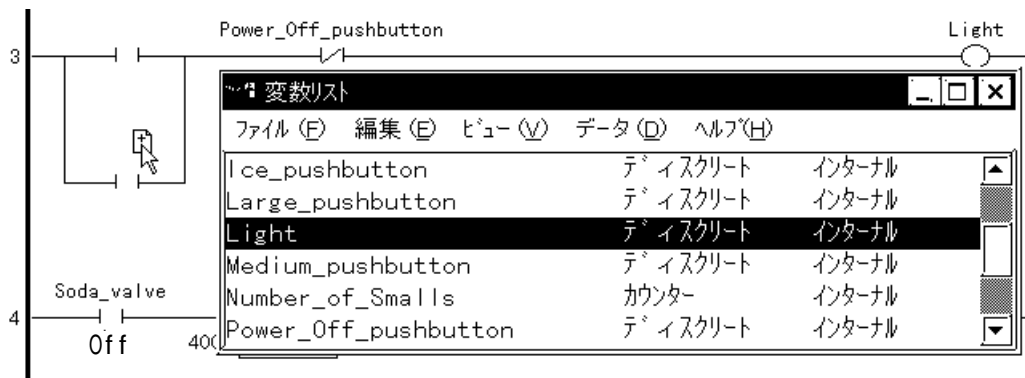 Power_Off_pushbutton Light
3
変数リスト
ファイル (F) 編集 (E) ビュー (V) データ (D) ヘルプ(H)
Ice_pushbutton ディスクリート インターナル
Large_pushbutton ディスクリート インターナル
Light ディスクリート インターナル
Medium_pushbutton ディスクリート インターナル
Number_of_Smalls カウンター インターナル
Power_Off_pushbutton ディスクリート インターナル
Soda_valve
4
Off